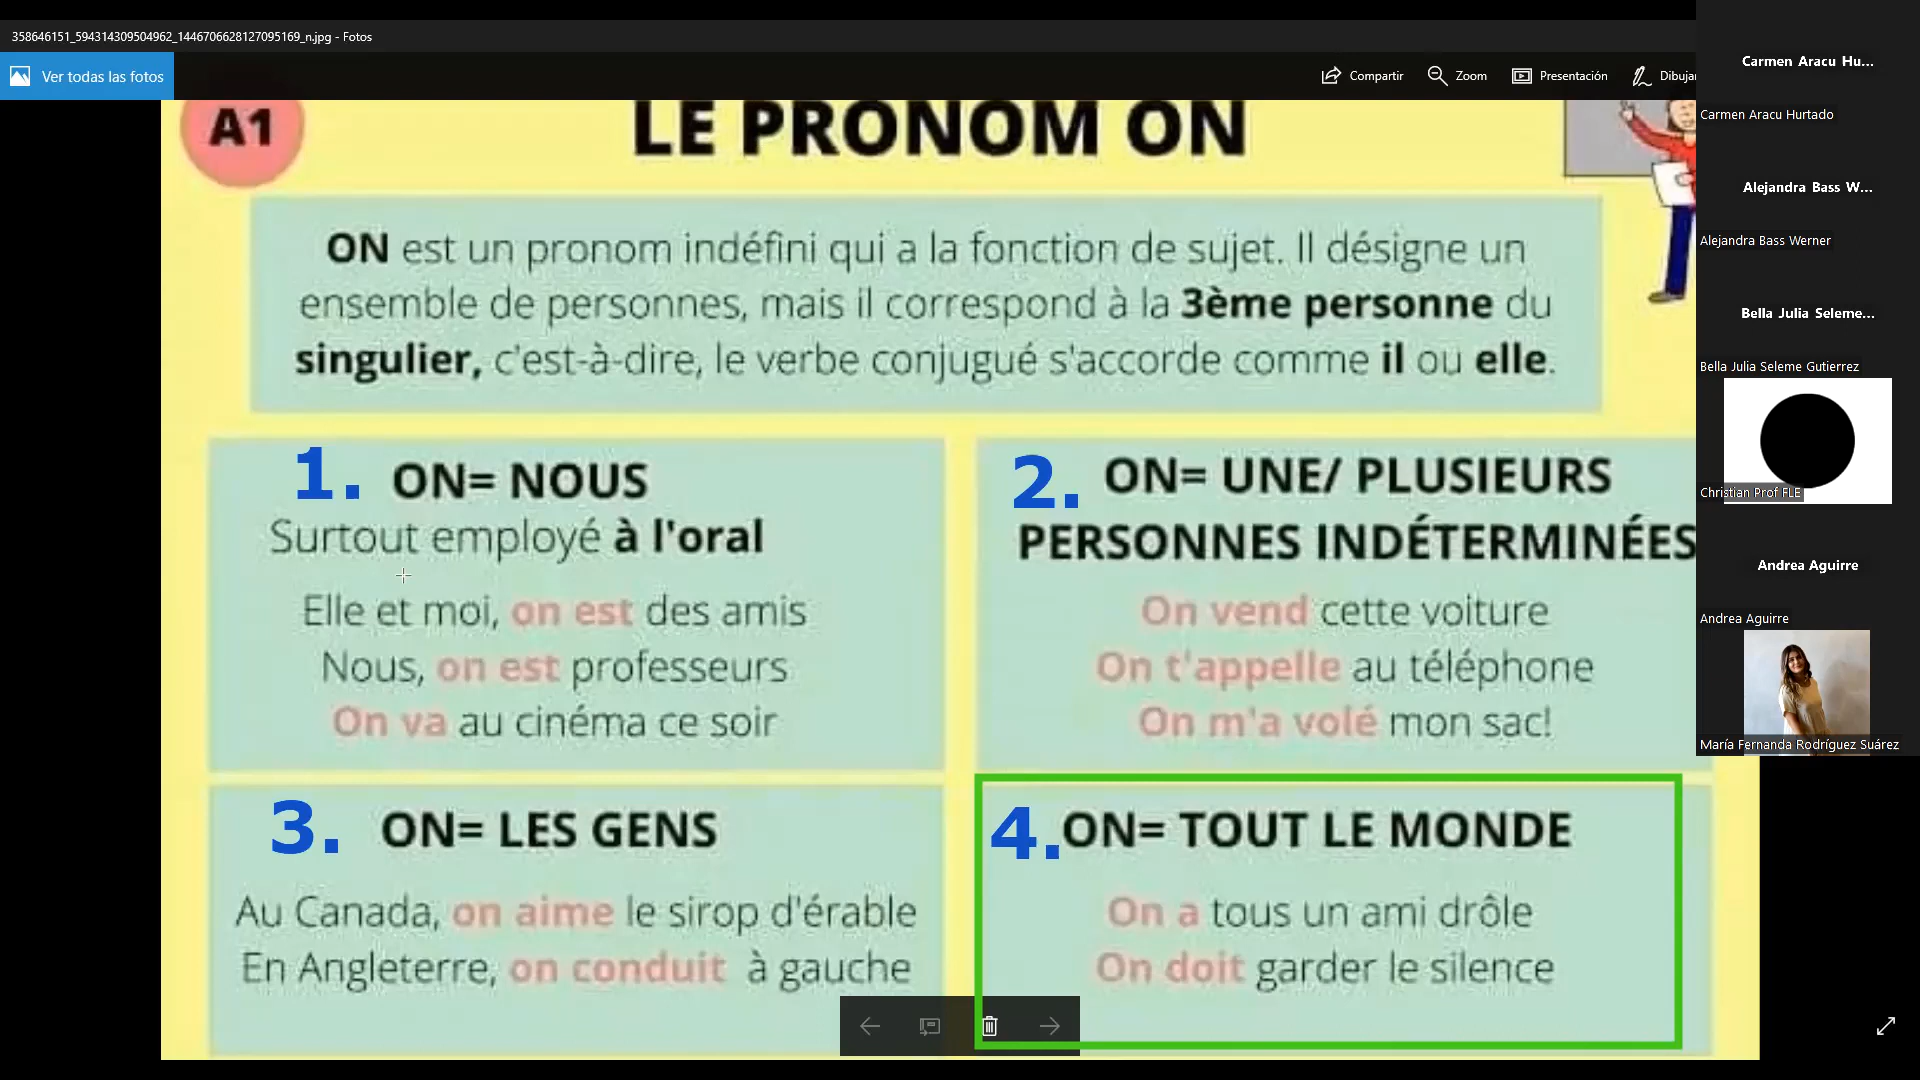 358646151_594314309504962_1446706628127095169_n.jpg - Fotos
Ver todas las fotos
Compartir
Zoom
Presentación
Dibujar
A1
LE PRONOM ON
ON est un pronom indéfini qui a la fonction de sujet. Il désigne un
ensemble de personnes, mais il correspond à la 3ème personne du
singulier, c'est-à-dire, le verbe conjugué s'accorde comme il ou elle.
1. ON= NOUS
Surtout employé à l'oral
Elle et moi, on est des amis
Nous, on est professeurs
On va au cinéma ce soir
2. ON= UNE/ PLUSIEURS
PERSONNES INDÉTERMINÉES
On vend cette voiture
On t'appelle au téléphone
On m'a volé mon sac!
3. ON= LES GENS
Au Canada, on aime le sirop d'érable
En Angleterre, on conduit à gauche
4. ON= TOUT LE MONDE
On a tous un ami drôle
On doit garder le silence
Carmen Aracu Hu...
Carmen Aracu Hurtado
Alejandra Bass W...
Alejandra Bass Werner
Bella Julia Seleme...
Bella Julia Seleme Gutierrez
Christian Prof FLE
Andrea Aguirre
Andrea Aguirre
María Fernanda Rodríguez Suárez